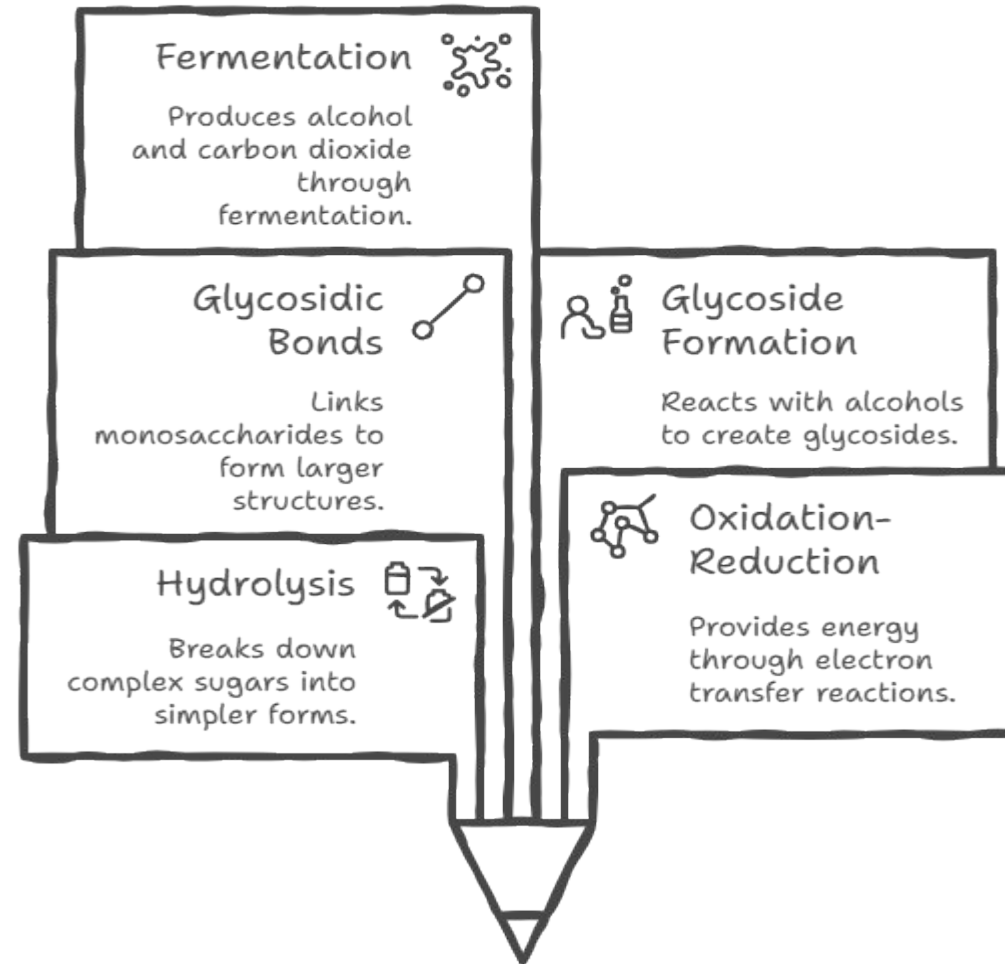 Fermentation
Produces alcohol
and carbon dioxide
through
fermentation.
Glycosidic
Bonds
Links
monosaccharides to
form larger
structures.
Glycoside
Formation
Reacts with alcohols
to create glycosides.
Hydrolysis
Breaks down
complex sugars into
simpler forms.
Oxidation-
Reduction
Provides energy
through electron
transfer reactions.